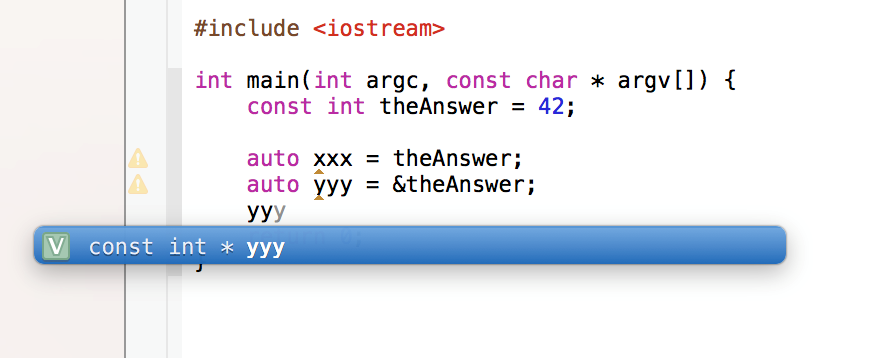 #include <iostream>
int main(int argc, const char * argv[]) {
const int theAnswer = 42;
auto xxx = theAnswer;
auto yyy = &theAnswer;
yyy
V const int * yyy
}